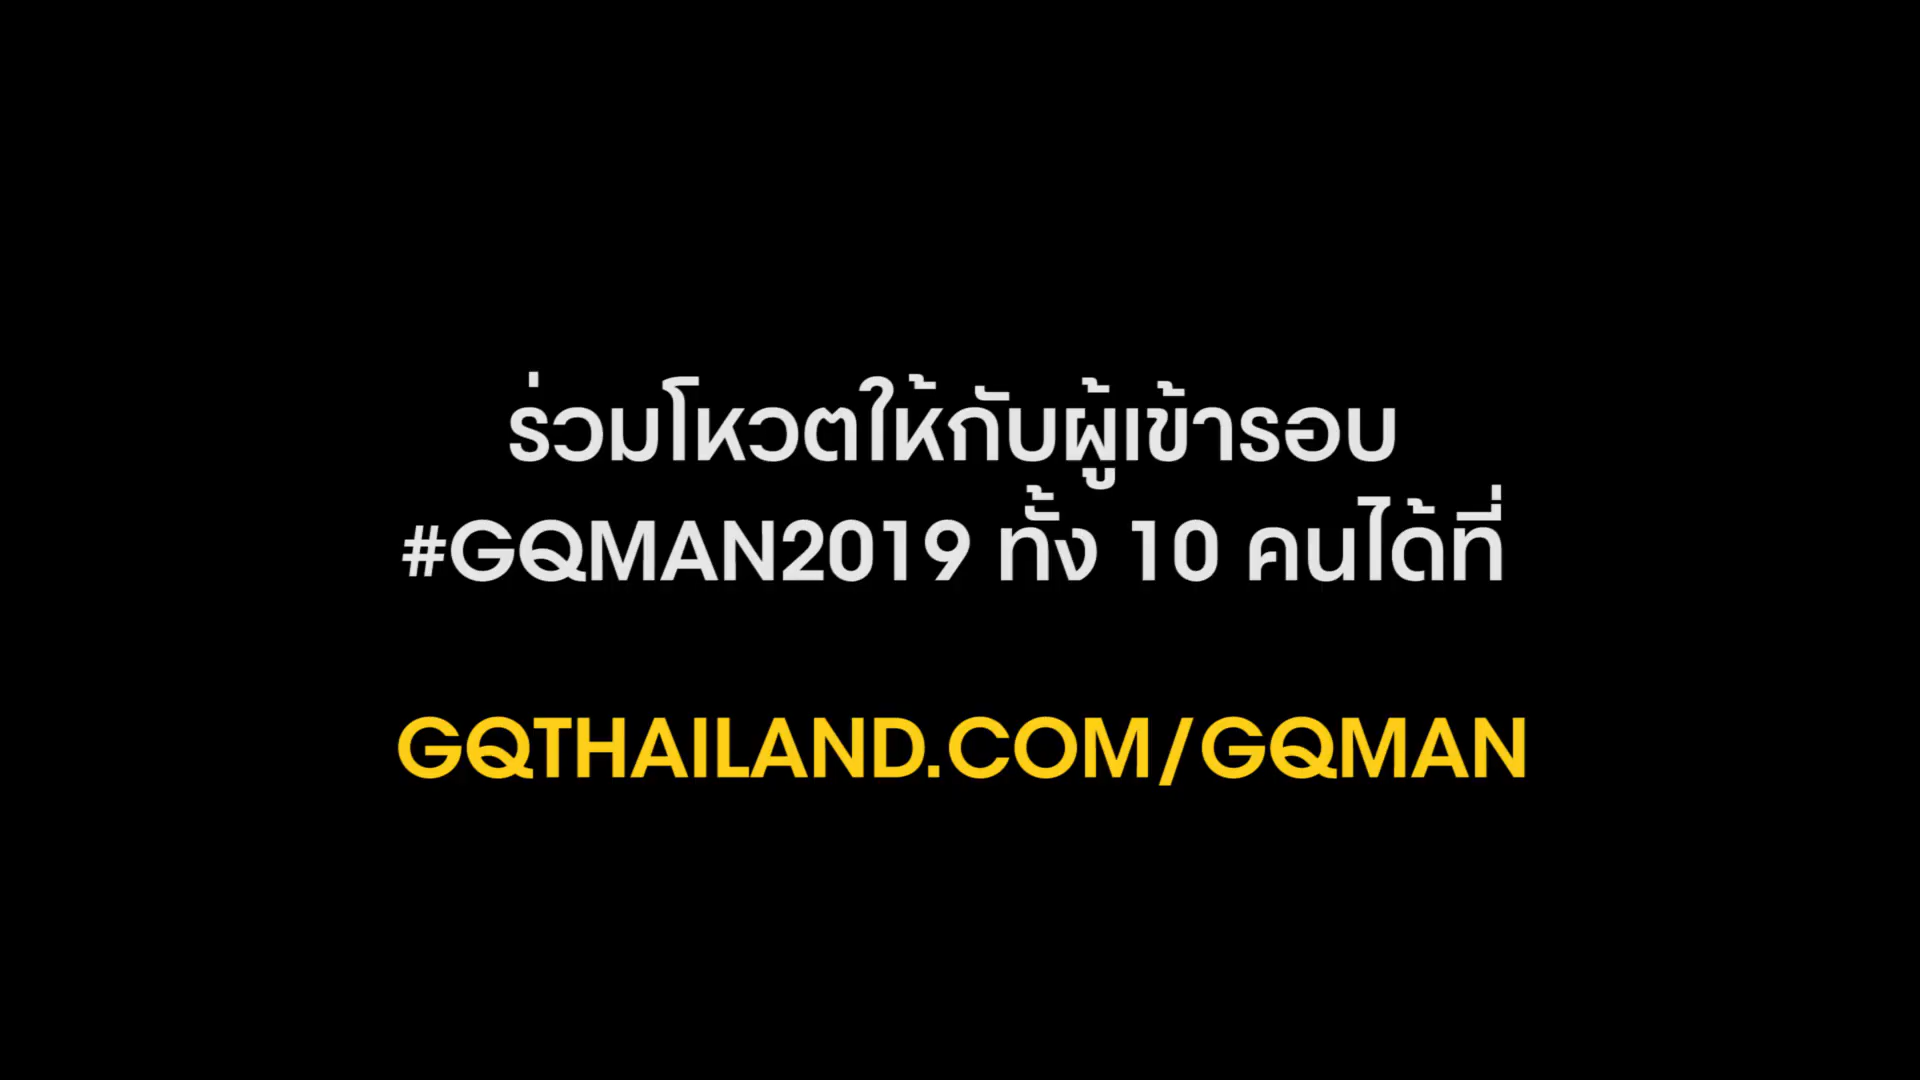 ร่วมโหวตให้กับผู้เข้ารอบ
#GQMAN2019 ทั้ง 10 คนได้ที่
GQTHAILAND.COM/GQMAN